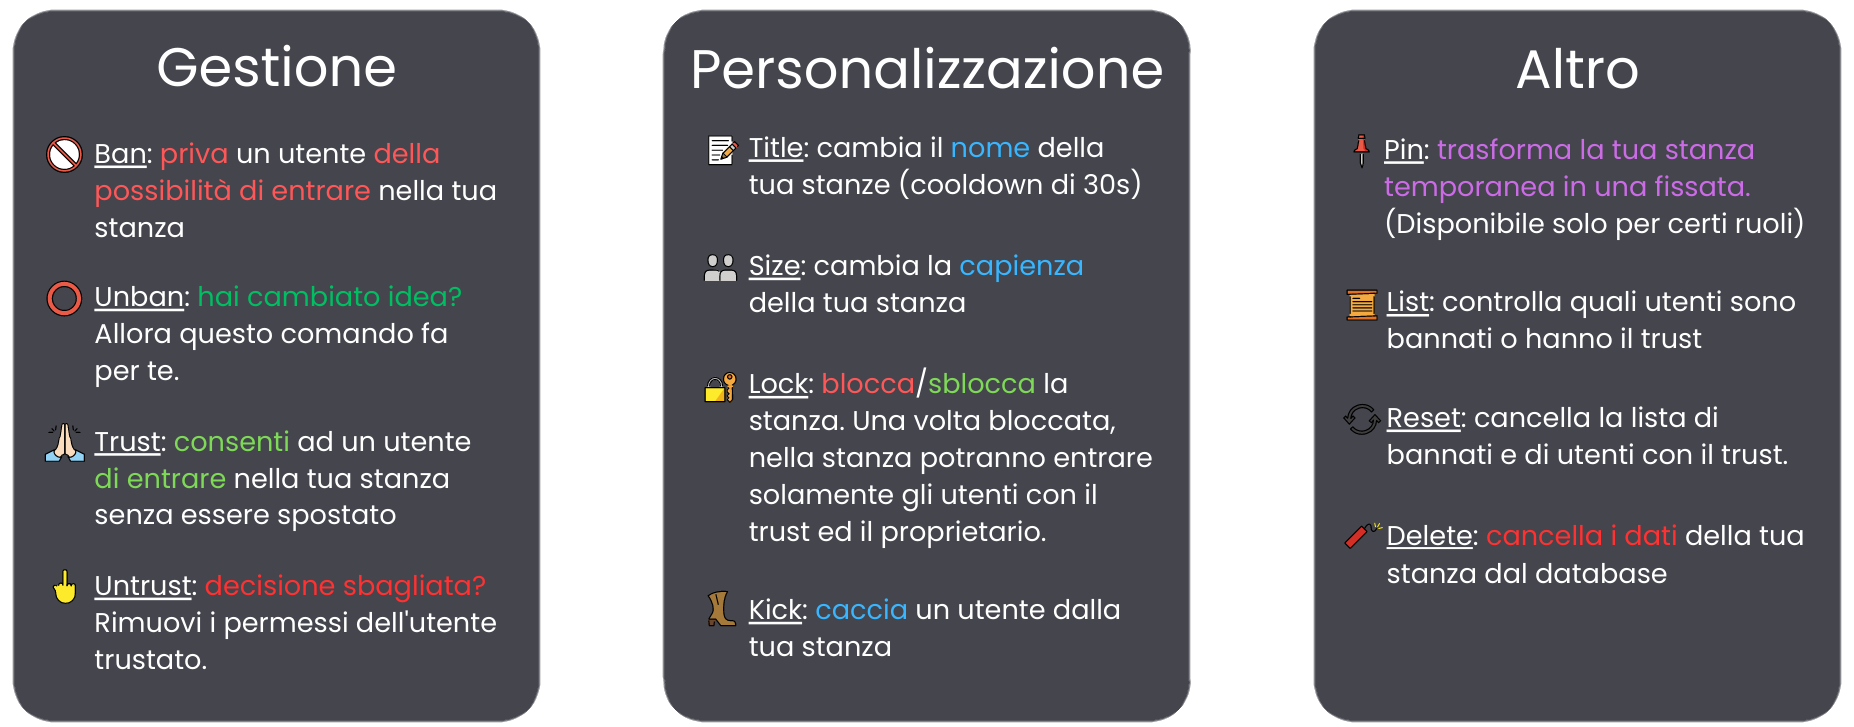 Gestione
Ban: priva un utente della
possibilità di entrare nella tua
stanza
Unban: hai cambiato idea?
Allora questo comando fa
per te.
Trust: consenti ad un utente
di entrare nella tua stanza
senza essere spostato
Untrust: decisione sbagliata?
Rimuovi i permessi dell'utente
trustato.
Personalizzazione
Title: cambia il nome della
tua stanze (cooldown di 30s)
Size: cambia la capienza
della tua stanza
Lock: blocca/sblocca la
stanza. Una volta bloccata,
nella stanza potranno entrare
solamente gli utenti con il
trust ed il proprietario.
Kick: caccia un utente dalla
tua stanza
Altro
Pin: trasforma la tua stanza
temporanea in una fissata.
(Disponibile solo per certi ruoli)
List: controlla quali utenti sono
bannati o hanno il trust
Reset: cancella la lista di
bannati e di utenti con il trust.
Delete: cancella i dati della tua
stanza dal database